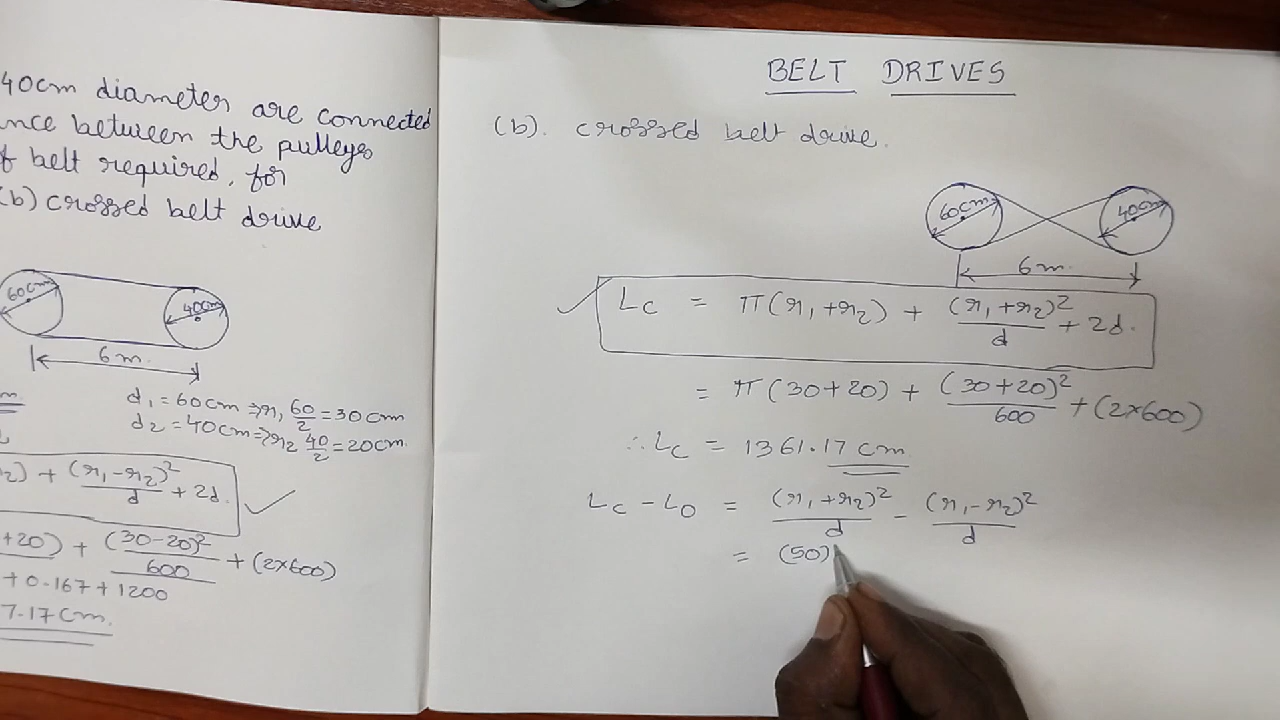 40cm diameter are connected
nce between the pulleys
f belt required, for
(b) crossed belt drive
60cm
40cm
6m.
d1 = 60cm ⇒ r1 60/2 = 30cm
d2 = 40cm ⇒ r2 40/2 = 20cm.
2) + (r1 - r2)²/d + 2d.
+20) + (30-20)²/600 + (2×600)
+ 0.167 + 1200
7.17cm.
BELT DRIVES
(b). crossed belt drive.
60cm
40cm
6m.
Lc = π(r1 + r2) + (r1 + r2)²/d + 2d.
= π(30+20) + (30+20)²/600 + (2×600)
∴ Lc = 1361.17 cm
Lc - Lo = (r1 + r2)²/d - (r1 - r2)²/d
= (50)